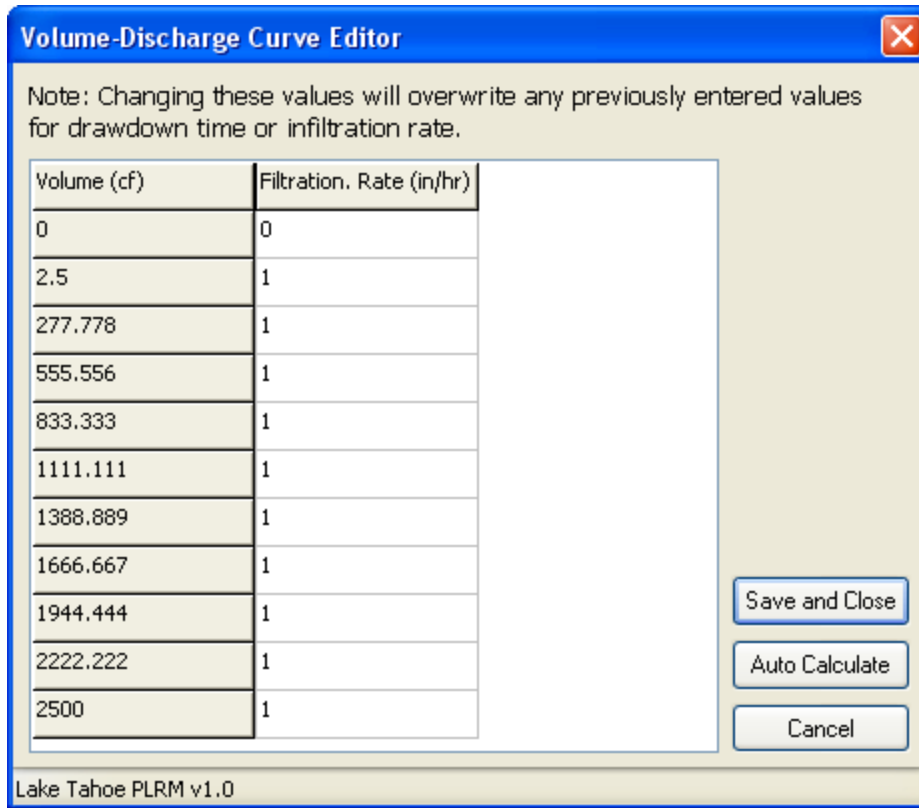 Volume-Discharge Curve Editor
Note: Changing these values will overwrite any previously entered values
for drawdown time or infiltration rate.
Volume (cf) Filtration. Rate (in/hr)
0 0
2.5 1
277.778 1
555.556 1
833.333 1
1111.111 1
1388.889 1
1666.667 1
1944.444 1
2222.222 1
2500 1
Save and Close
Auto Calculate
Cancel
Lake Tahoe PLRM v1.0